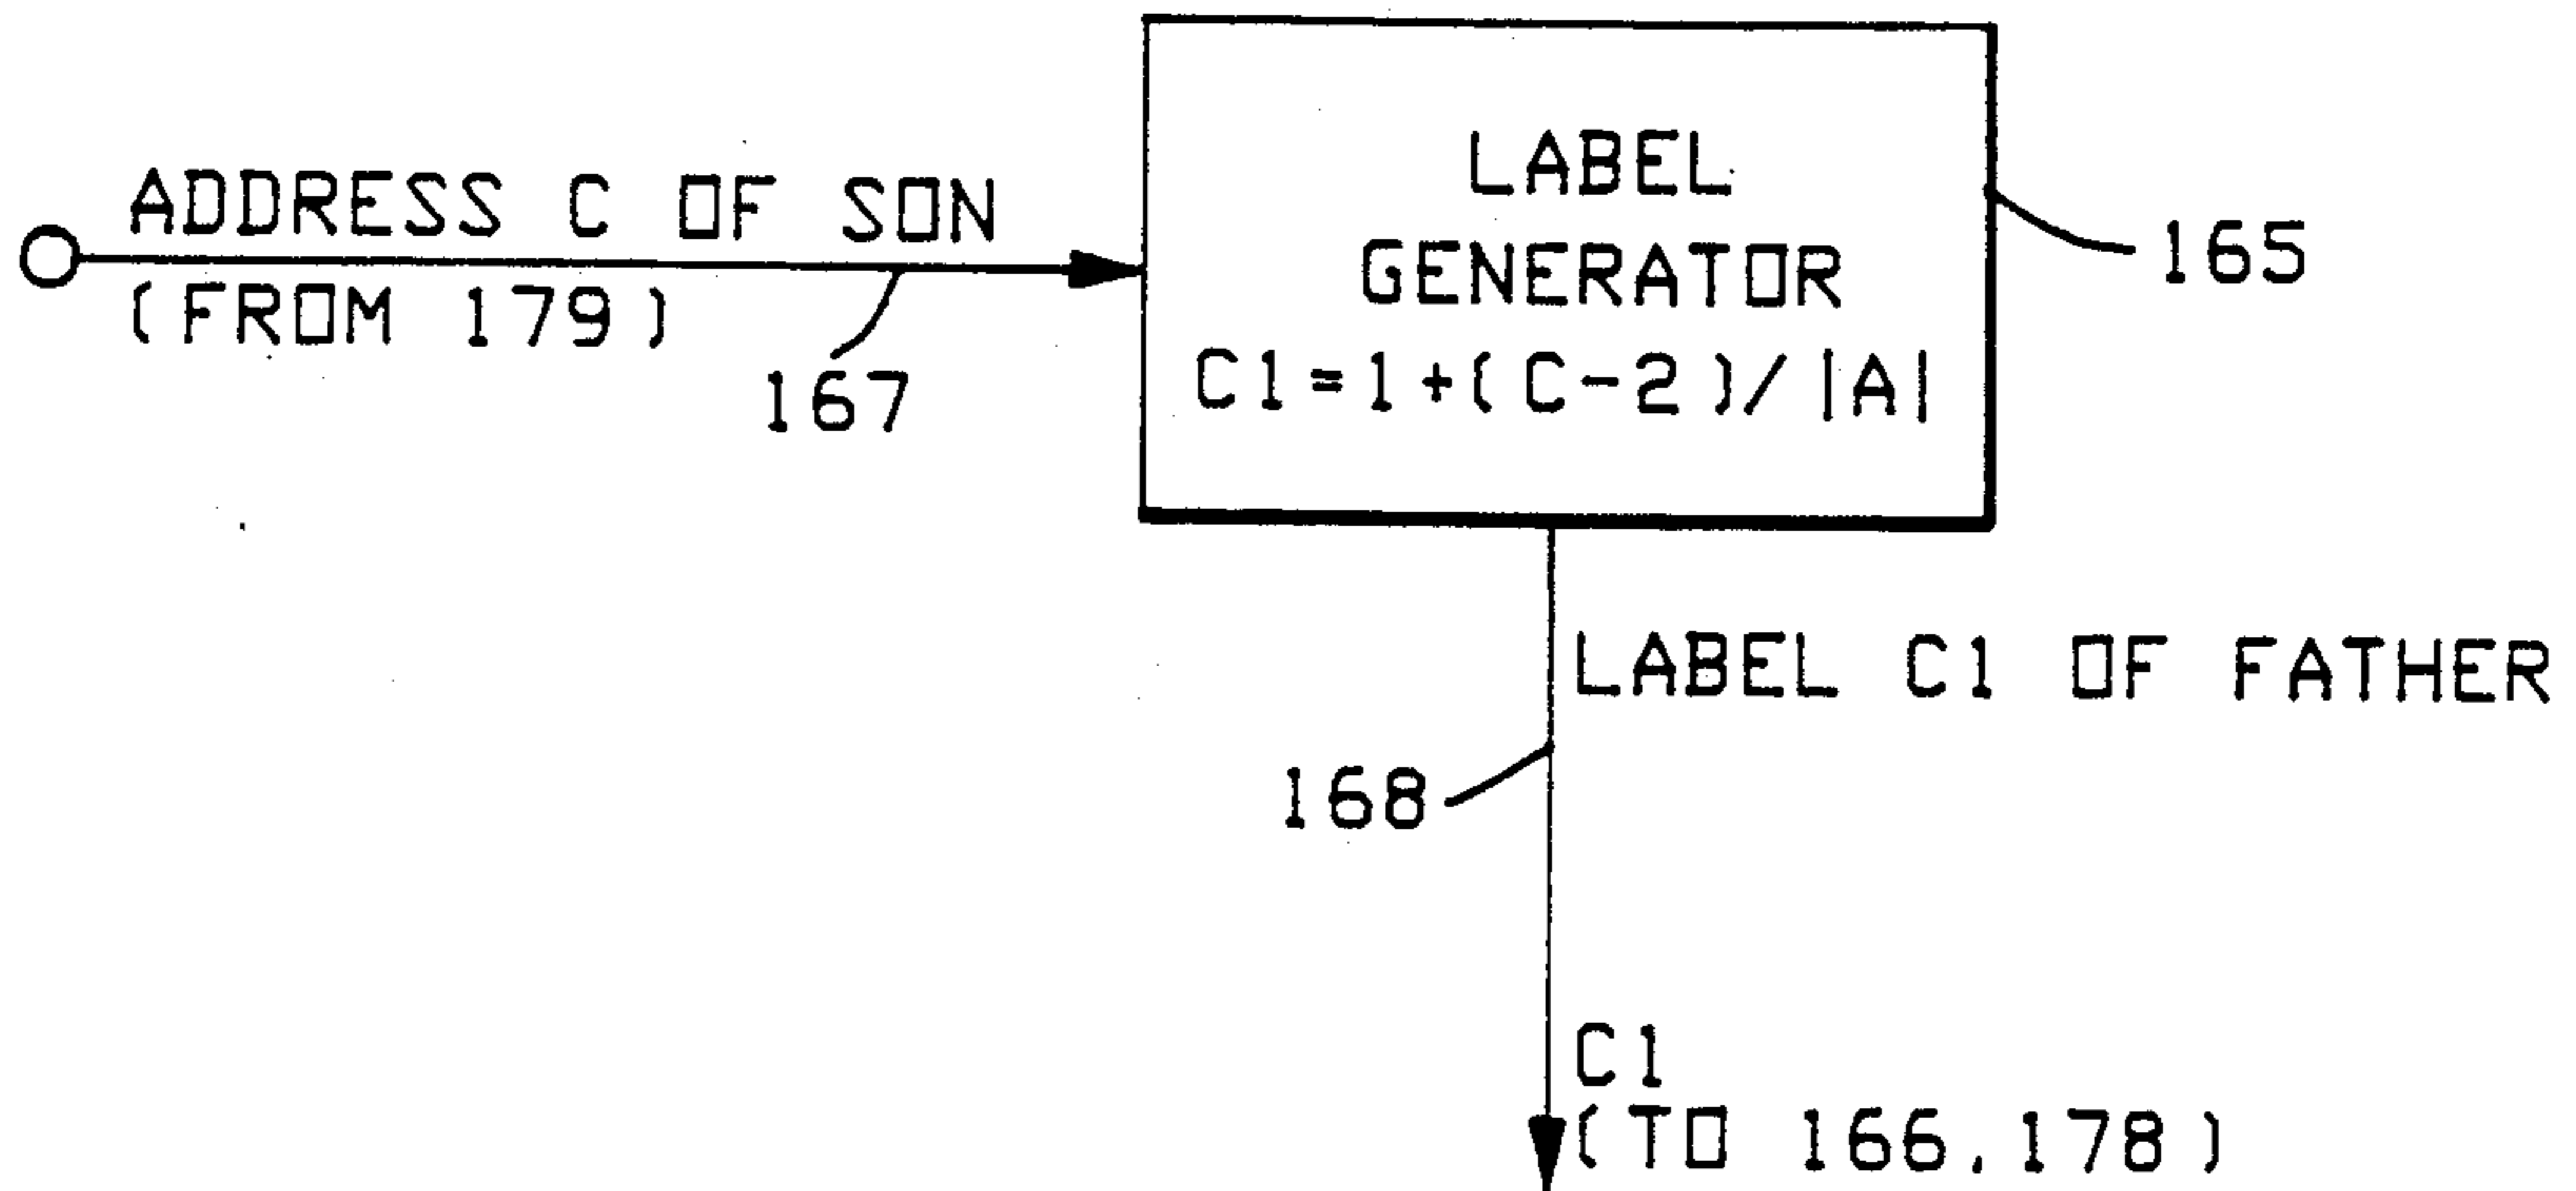 ADDRESS C OF SON
(FROM 179)
167
LABEL
GENERATOR
C1=1+(C-2)/|A|
165
LABEL C1 OF FATHER
168
C1
(TO 166,178)